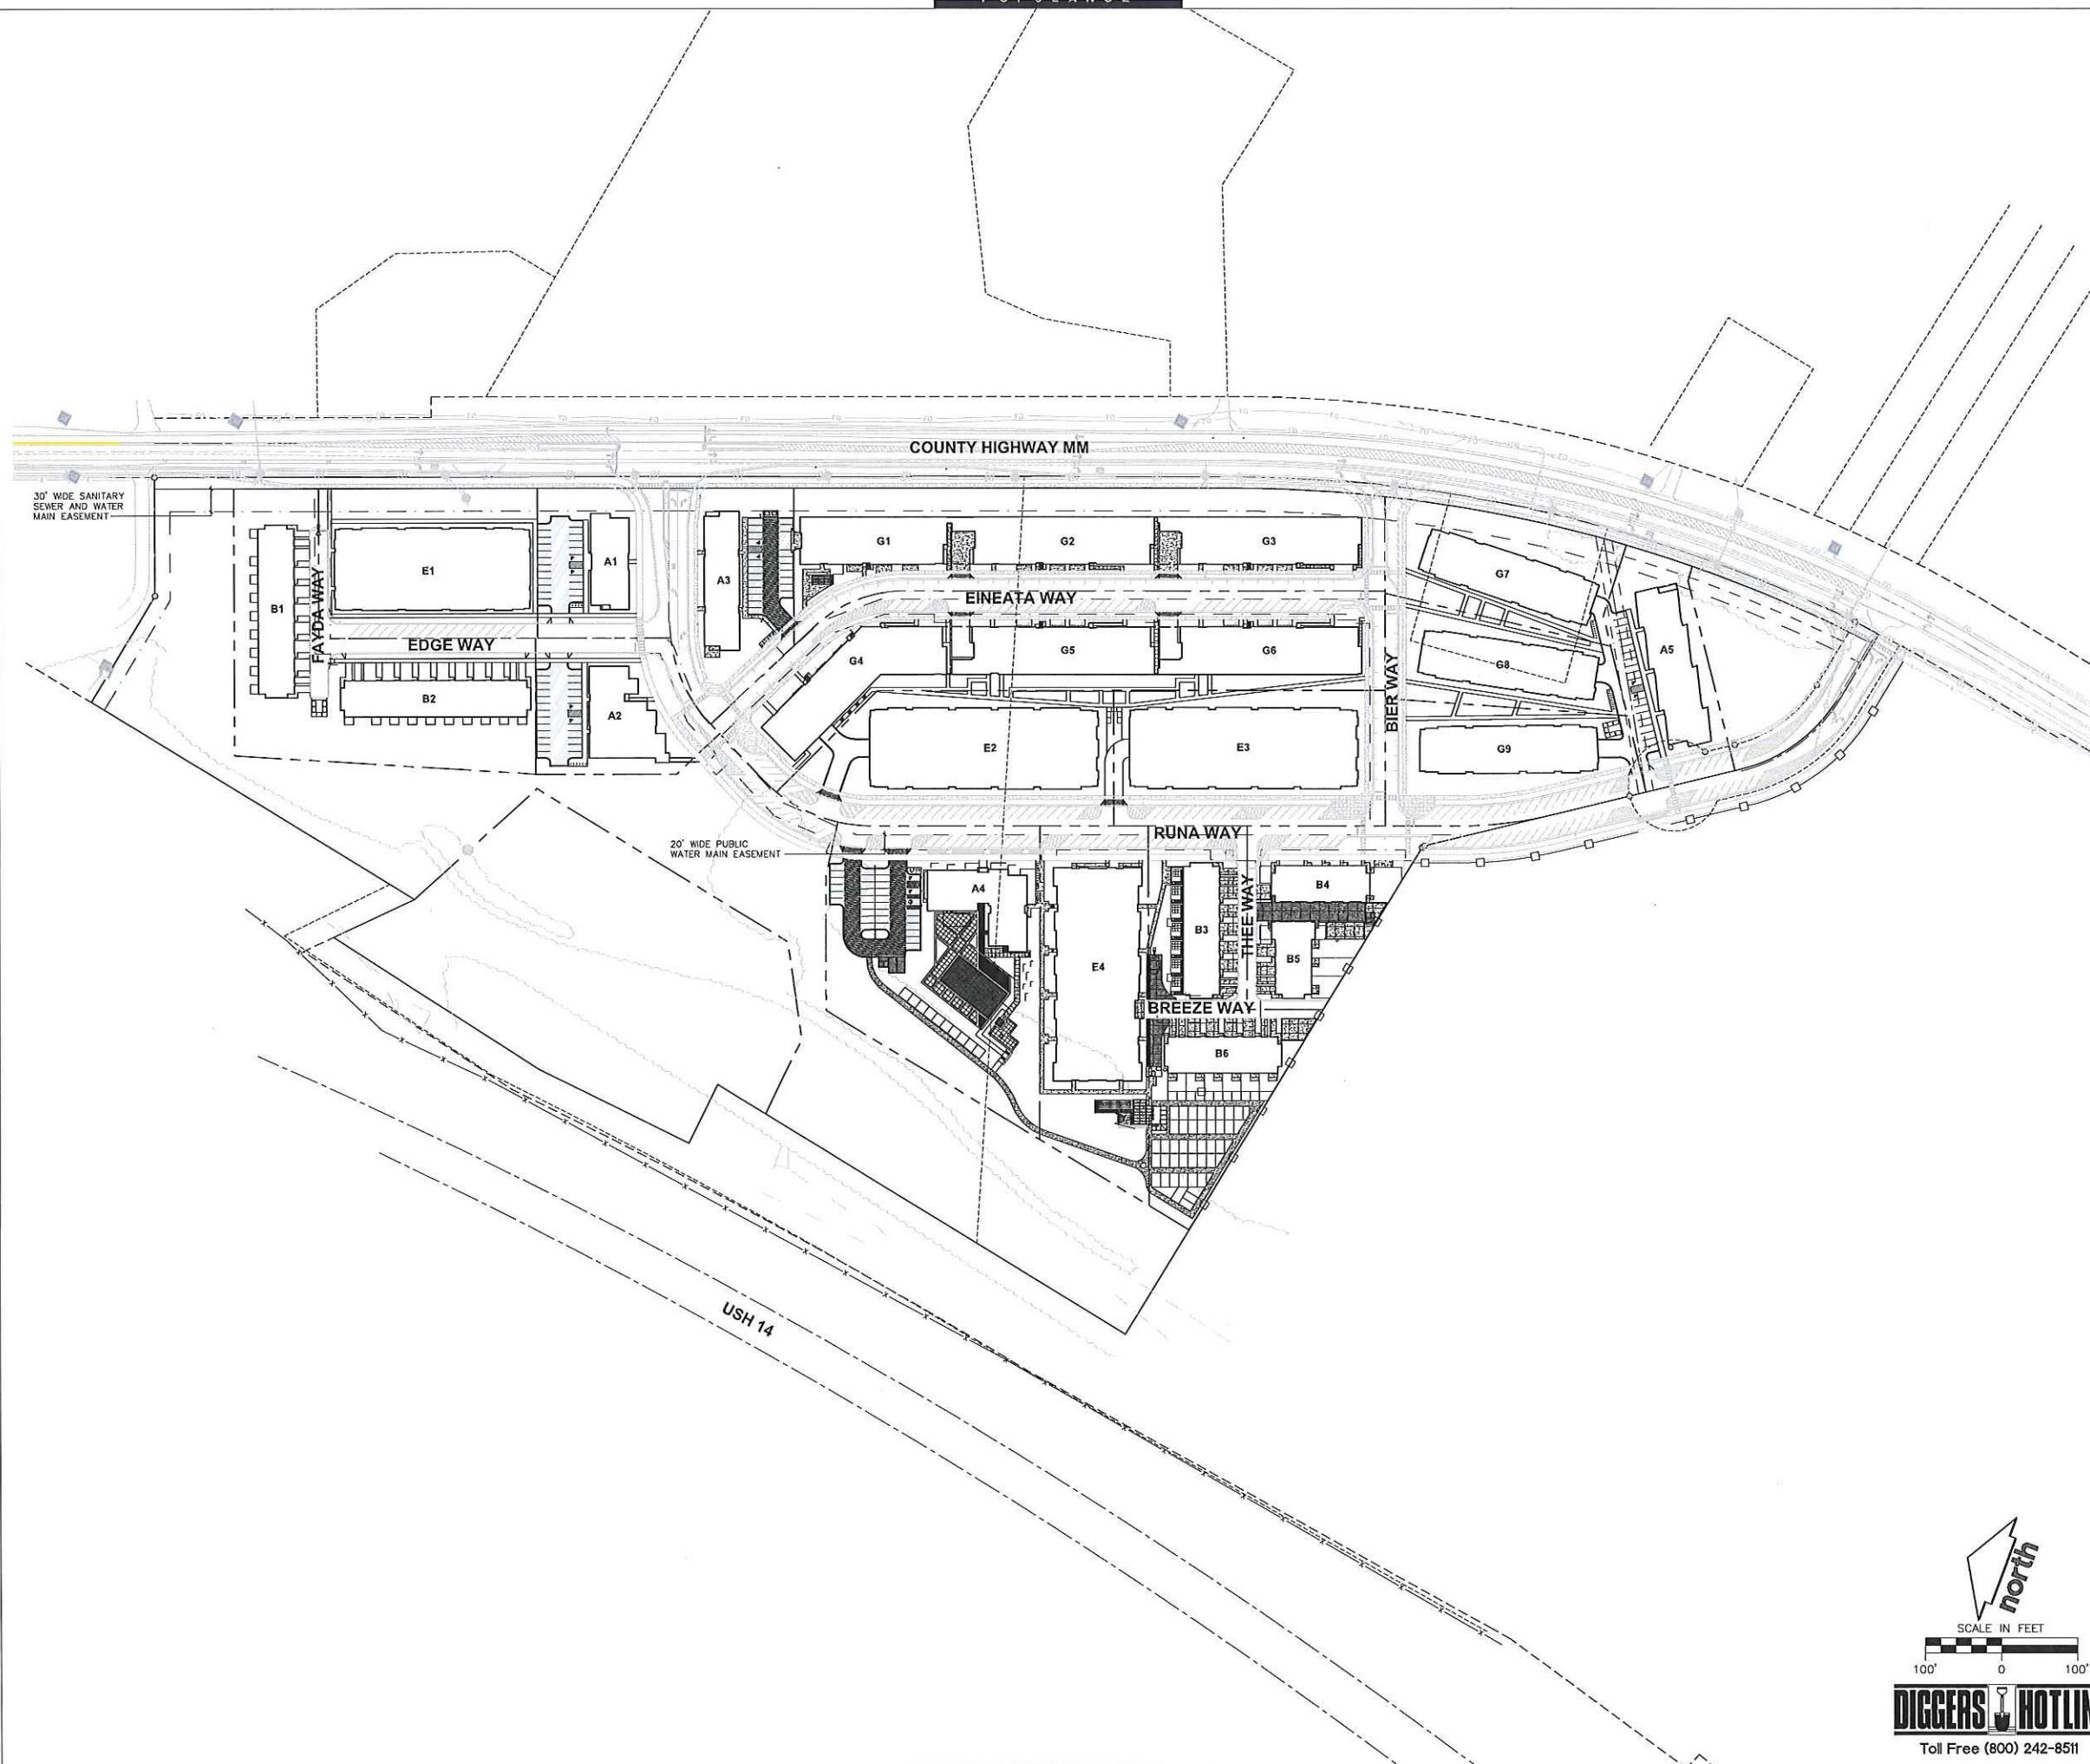 COUNTY HIGHWAY MM
30' WIDE SANITARY
SEWER AND WATER
MAIN EASEMENT
B1
FAYDA WAY
E1
A1
A3
G1
G2
G3
G7
EINEATA WAY
EDGE WAY
B2
A2
G4
G5
G6
G8
A5
BIER WAY
E2
E3
G9
RUNA WAY
20' WIDE PUBLIC
WATER MAIN EASEMENT
A4
E4
B3
THEE WAY
B4
B5
BREEZE WAY
B6
USH 14
north
SCALE IN FEET
100' 0 100'
DIGGERS
Toll Free (800) 242-8511